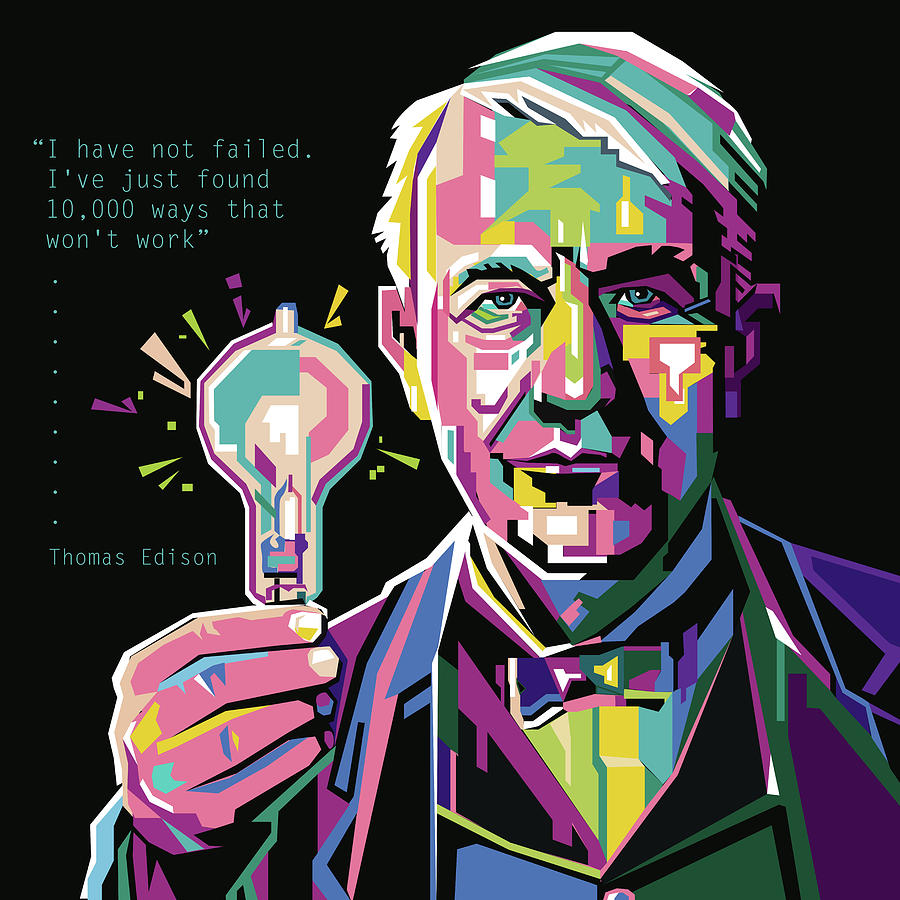 “I have not failed.
I've just found
10,000 ways that
won't work”
Thomas Edison